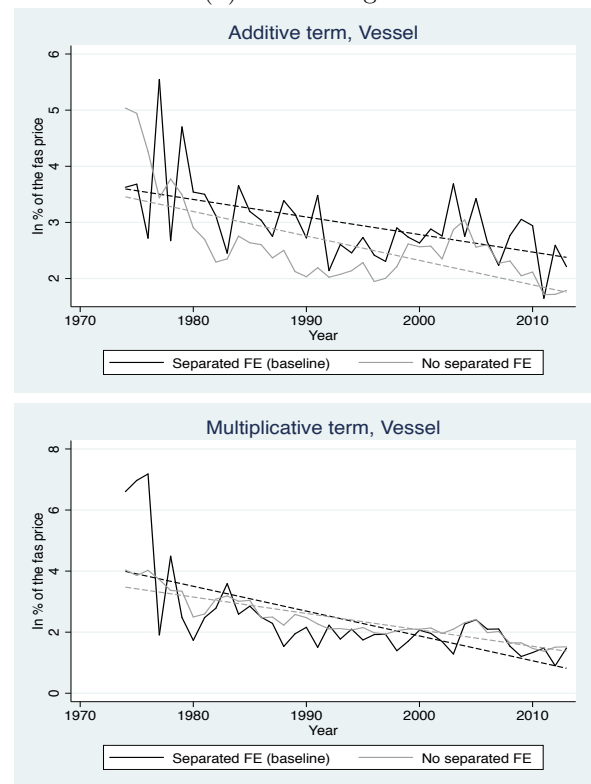 Additive term, Vessel
In % of the fas price
6
5
4
3
2
1970
1980
1990
2000
2010
Year
Separated FE (baseline)
No separated FE
Multiplicative term, Vessel
In % of the fas price
8
6
4
2
0
1970
1980
1990
2000
2010
Year
Separated FE (baseline)
No separated FE